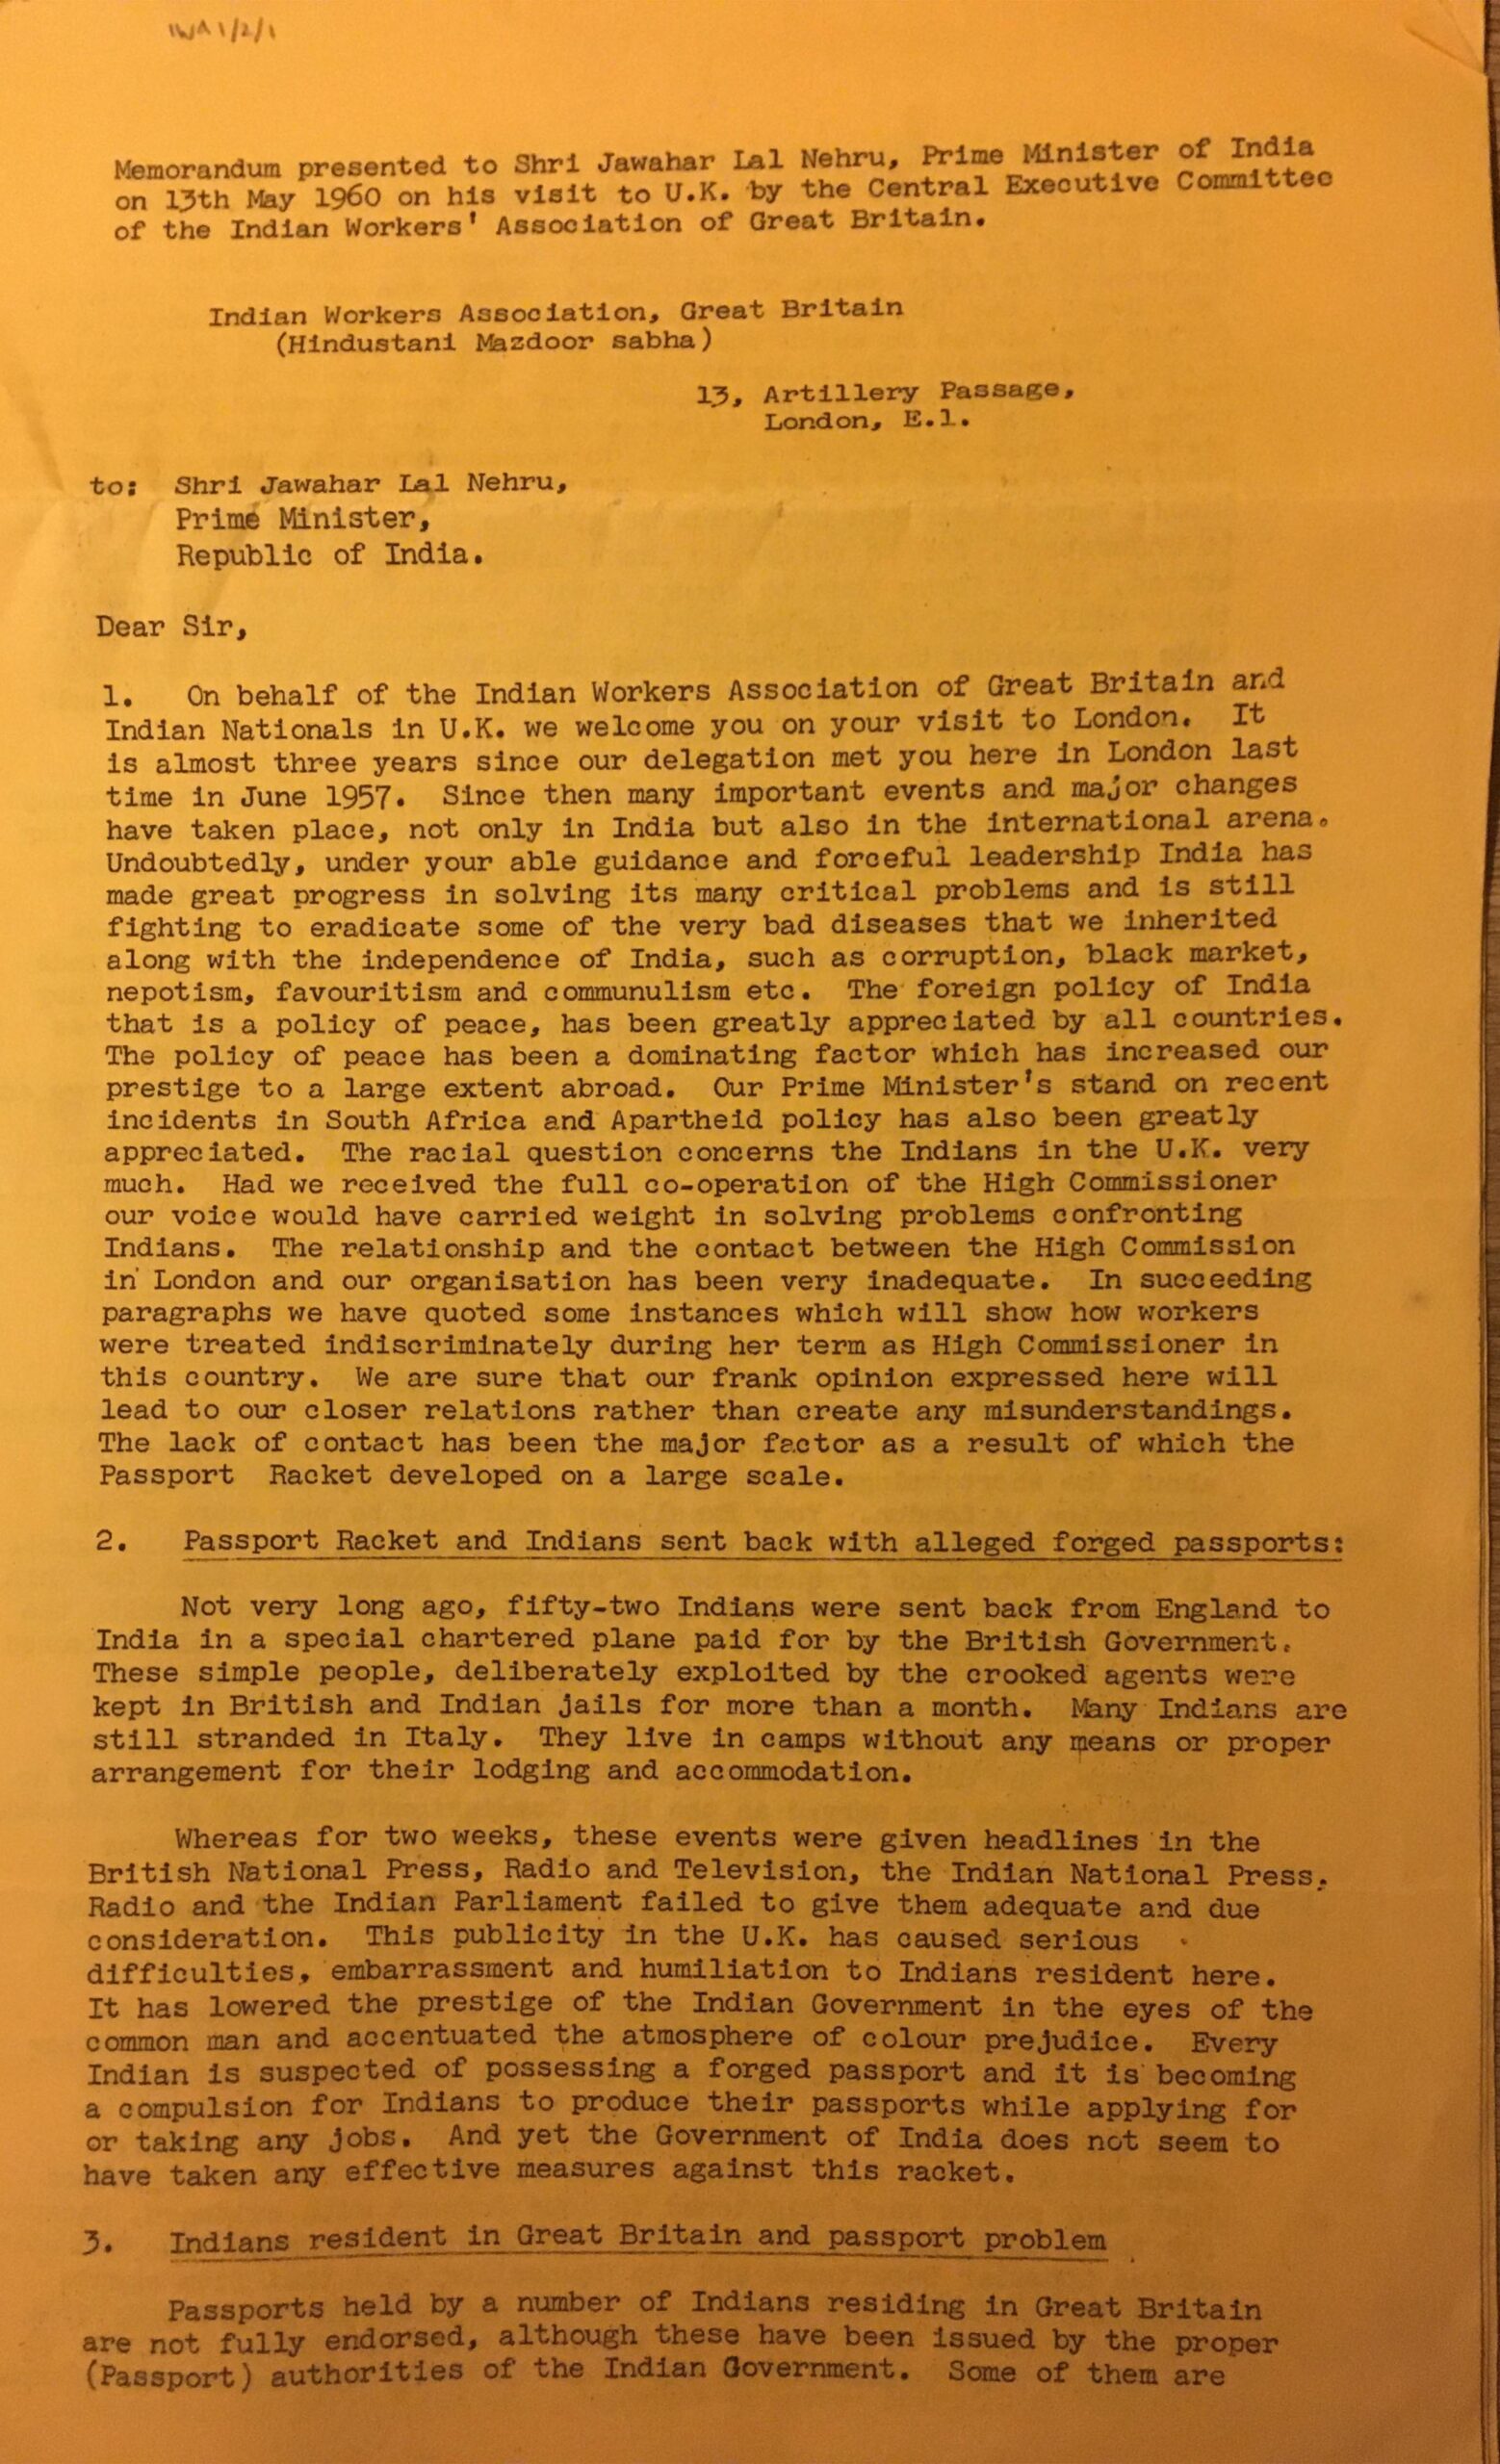 IWA 1/2/1
Memorandum presented to Shri Jawahar Lal Nehru, Prime Minister of India
on 13th May 1960 on his visit to U.K. by the Central Executive Committee
of the Indian Workers' Association of Great Britain.
Indian Workers Association, Great Britain
(Hindustani Mazdoor sabha)
13, Artillery Passage,
London, E.1.
to: Shri Jawahar Lal Nehru,
Prime Minister,
Republic of India.
Dear Sir,
1. On behalf of the Indian Workers Association of Great Britain and
Indian Nationals in U.K. we welcome you on your visit to London. It
is almost three years since our delegation met you here in London last
time in June 1957. Since then many important events and major changes
have taken place, not only in India but also in the international arena.
Undoubtedly, under your able guidance and forceful leadership India has
made great progress in solving its many critical problems and is still
fighting to eradicate some of the very bad diseases that we inherited
along with the independence of India, such as corruption, black market,
nepotism, favouritism and communulism etc. The foreign policy of India
that is a policy of peace, has been greatly appreciated by all countries.
The policy of peace has been a dominating factor which has increased our
prestige to a large extent abroad. Our Prime Minister's stand on recent
incidents in South Africa and Apartheid policy has also been greatly
appreciated. The racial question concerns the Indians in the U.K. very
much. Had we received the full co-operation of the High Commissioner
our voice would have carried weight in solving problems confronting
Indians. The relationship and the contact between the High Commission
in London and our organisation has been very inadequate. In succeeding
paragraphs we have quoted some instances which will show how workers
were treated indiscriminately during her term as High Commissioner in
this country. We are sure that our frank opinion expressed here will
lead to our closer relations rather than create any misunderstandings.
The lack of contact has been the major factor as a result of which the
Passport Racket developed on a large scale.
2. Passport Racket and Indians sent back with alleged forged passports:
Not very long ago, fifty-two Indians were sent back from England to
India in a special chartered plane paid for by the British Government.
These simple people, deliberately exploited by the crooked agents were
kept in British and Indian jails for more than a month. Many Indians are
still stranded in Italy. They live in camps without any means or proper
arrangement for their lodging and accommodation.
Whereas for two weeks, these events were given headlines in the
British National Press, Radio and Television, the Indian National Press,
Radio and the Indian Parliament failed to give them adequate and due
consideration. This publicity in the U.K. has caused serious
difficulties, embarrassment and humiliation to Indians resident here.
It has lowered the prestige of the Indian Government in the eyes of the
common man and accentuated the atmosphere of colour prejudice. Every
Indian is suspected of possessing a forged passport and it is becoming
a compulsion for Indians to produce their passports while applying for
or taking any jobs. And yet the Government of India does not seem to
have taken any effective measures against this racket.
3. Indians resident in Great Britain and passport problem
Passports held by a number of Indians residing in Great Britain
are not fully endorsed, although these have been issued by the proper
(Passport) authorities of the Indian Government. Some of them are